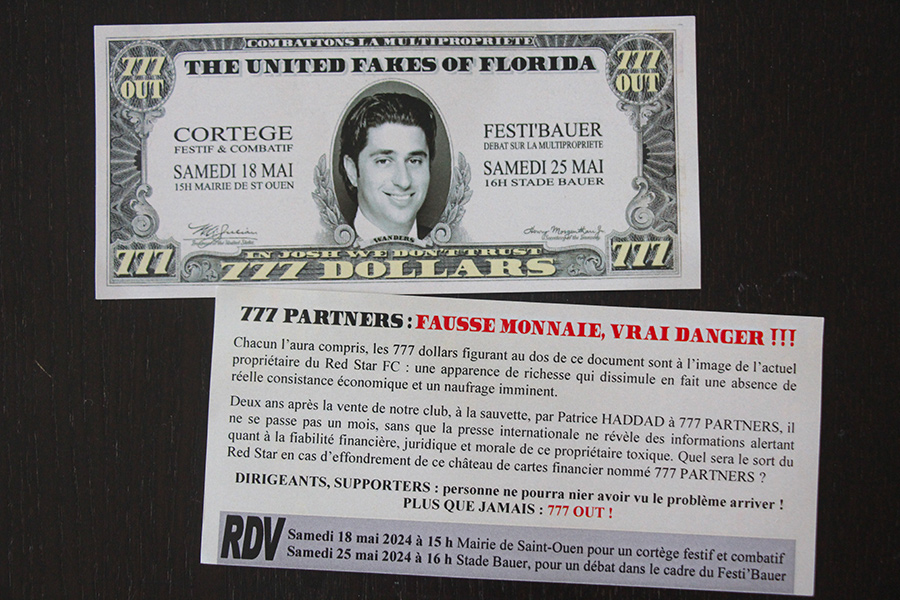 COMBATTONS LA MULTIPROPRIETE
777 OUT
THE UNITED FAKES OF FLORIDA
777 OUT
CORTEGE
FESTIF & COMBATIF
SAMEDI 18 MAI
15H MAIRIE DE ST OUEN
FESTI'BAUER
DEBAT SUR LA MULTIPROPRIETE
SAMEDI 25 MAI
16H STADE BAUER
WANDERS
777
IN JOSH WE DON'T TRUST
777 DOLLARS
777
777 PARTNERS : FAUSSE MONNAIE, VRAI DANGER !!!
Chacun l'aura compris, les 777 dollars figurant au dos de ce document sont à l'image de l'actuel
propriétaire du Red Star FC : une apparence de richesse qui dissimule en fait une absence de
réelle consistance économique et un naufrage imminent.
Deux ans après la vente de notre club, à la sauvette, par Patrice HADDAD à 777 PARTNERS, il
ne se passe pas un mois, sans que la presse internationale ne révèle des informations alertant
quant à la fiabilité financière, juridique et morale de ce propriétaire toxique. Quel sera le sort du
Red Star en cas d'effondrement de ce château de cartes financier nommé 777 PARTNERS ?
DIRIGEANTS, SUPPORTERS : personne ne pourra nier avoir vu le problème arriver !
PLUS QUE JAMAIS : 777 OUT !
RDV
Samedi 18 mai 2024 à 15 h Mairie de Saint-Ouen pour un cortège festif et combatif
Samedi 25 mai 2024 à 16 h Stade Bauer, pour un débat dans le cadre du Festi'Bauer